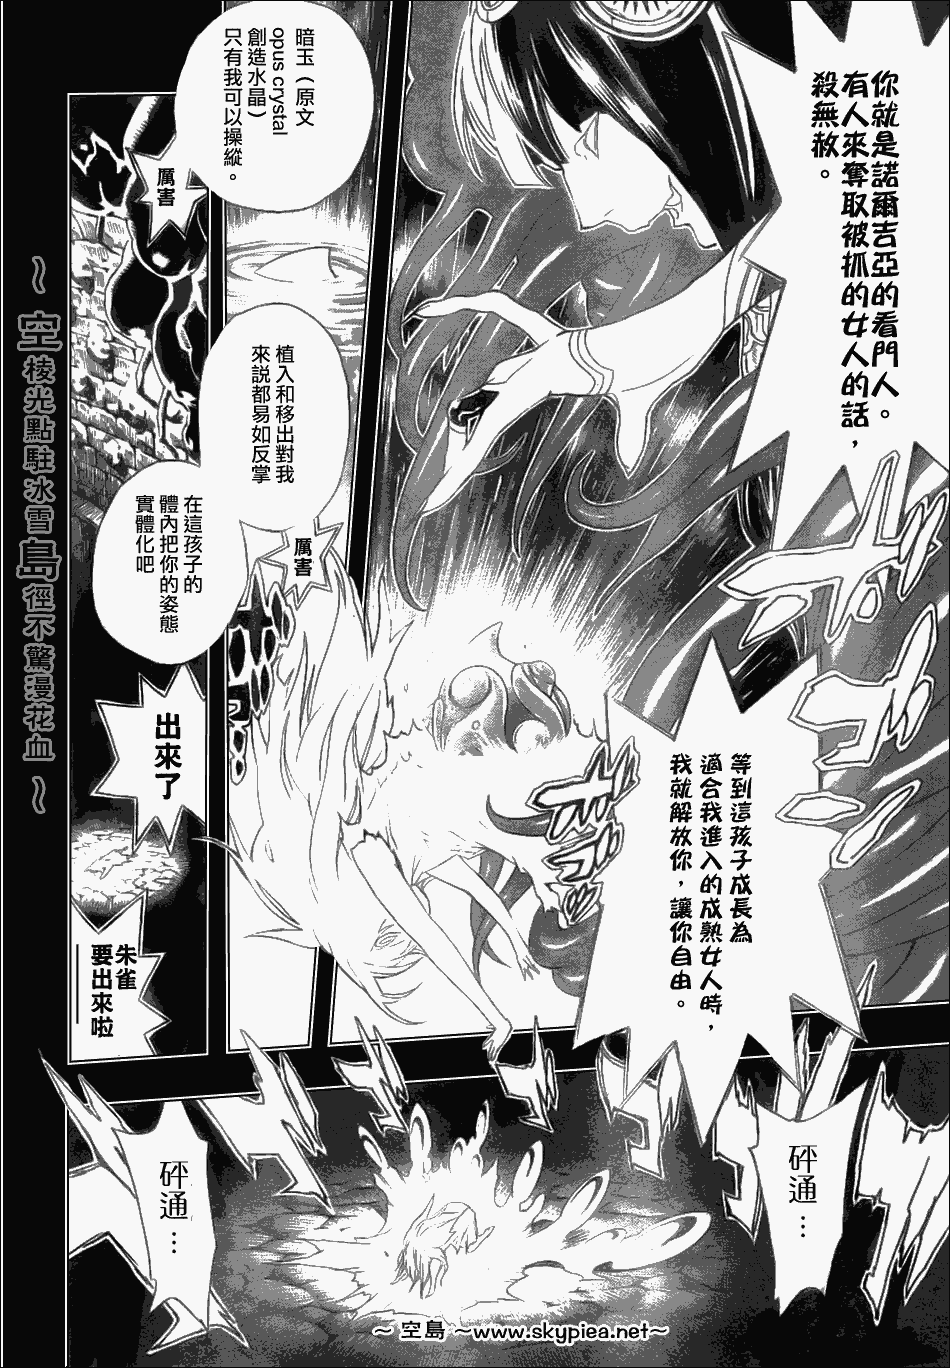 你就是諾爾吉亞的看門人。
有人來奪取被抓的女人的話，
殺無赦。
等到這孩子成長為
適合我進入的成熟女人時，
我就解放你，讓你自由。
暗玉（原文
opus crystal
創造水晶）
只有我可以操縱。
植入和移出對我
來説都易如反掌
厲害
厲害
在這孩子的
體內把你的姿態
實體化吧
出來了
朱雀
要出來啦
——
砰通…
砰通…
～空棱光點駐冰雪島徑不驚漫花血～
～ 空島 ～www.skypiea.net～